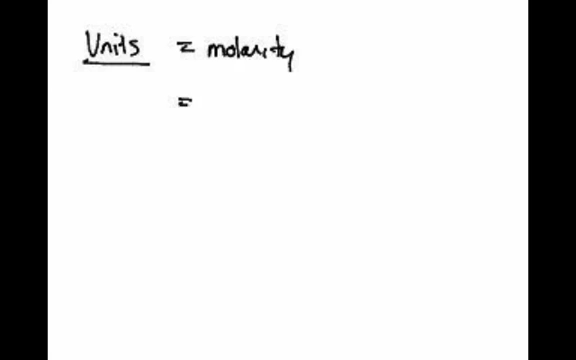 Units = molarity
=